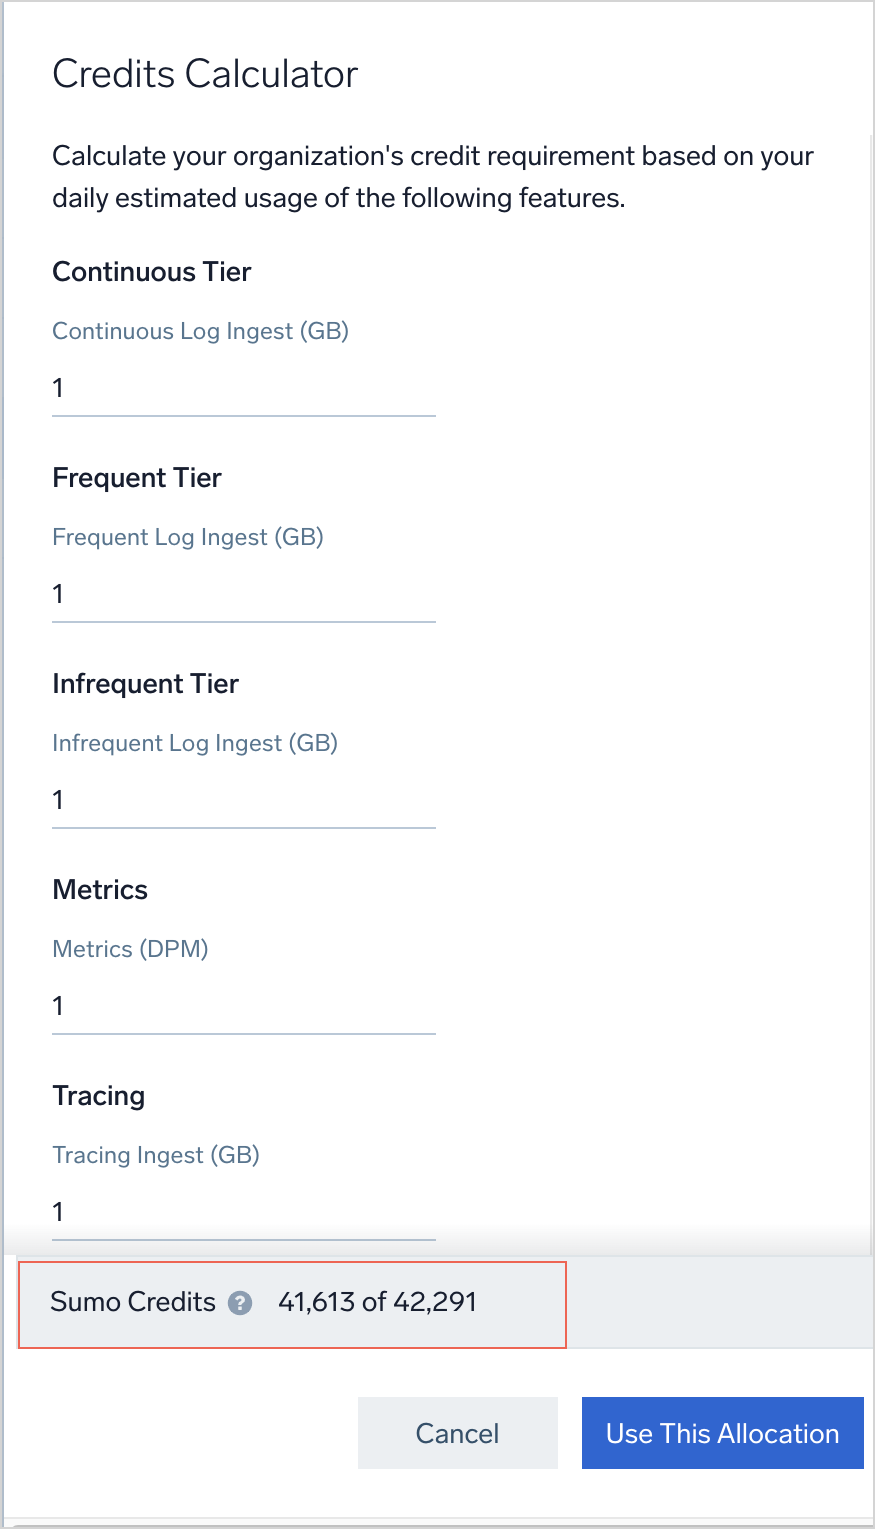 Credits Calculator
Calculate your organization's credit requirement based on your
daily estimated usage of the following features.
Continuous Tier
Continuous Log Ingest (GB)
1
Frequent Tier
Frequent Log Ingest (GB)
1
Infrequent Tier
Infrequent Log Ingest (GB)
1
Metrics
Metrics (DPM)
1
Tracing
Tracing Ingest (GB)
1
Sumo Credits ? 41,613 of 42,291
Cancel Use This Allocation